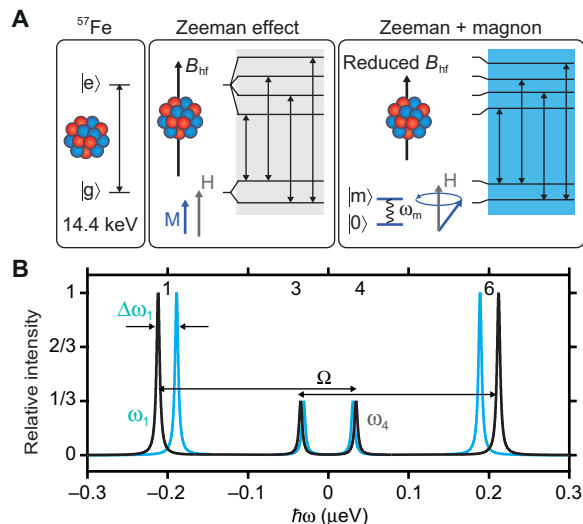 A
⁵⁷Fe
Zeeman effect
Zeeman + magnon
|e⟩
|g⟩
14.4 keV
B_hf
M
H
Reduced B_hf
|m⟩
|0⟩
ω_m
H
B
Relative intensity
1
2/3
1/3
0
1
3
4
6
Δω₁
Ω
ω₁
ω₄
−0.3
−0.2
−0.1
0
0.1
0.2
0.3
ℏω (μeV)